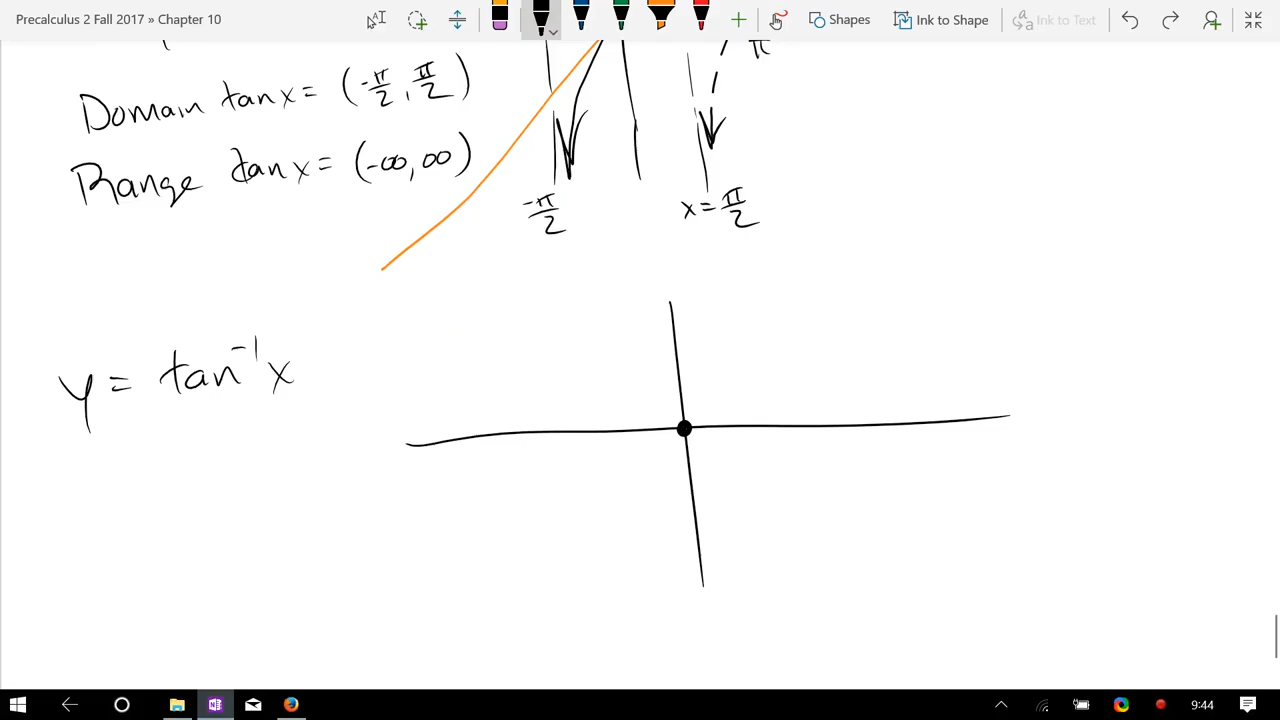 Precalculus 2 Fall 2017 » Chapter 10
Shapes
Ink to Shape
Ink to Text
π
Domain tan x = (-π/2, π/2)
Range tan x = (-∞, ∞)
-π/2
x = π/2
y = tan⁻¹ x
9:44